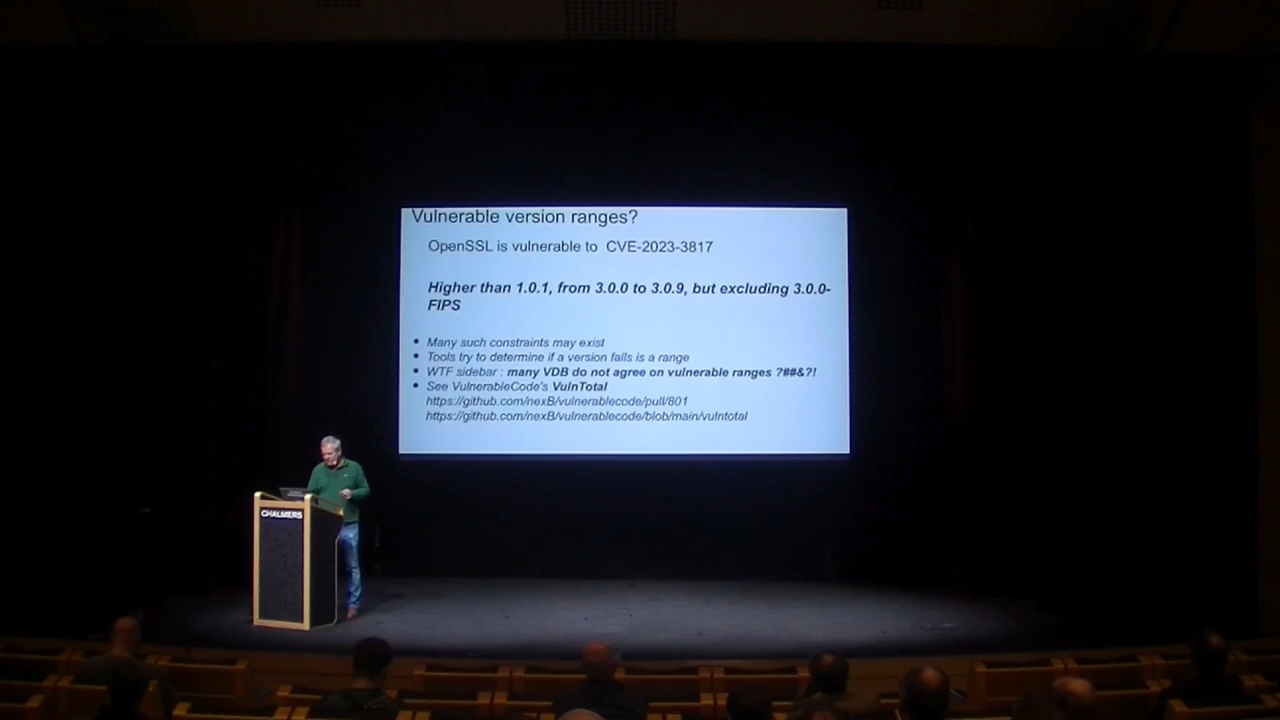 Vulnerable version ranges?
OpenSSL is vulnerable to CVE-2023-3817
Higher than 1.0.1, from 3.0.0 to 3.0.9, but excluding 3.0.0-
FIPS
• Many such constraints may exist
• Tools try to determine if a version falls is a range
• WTF sidebar : many VDB do not agree on vulnerable ranges ?##&?!
• See VulnerableCode's VulnTotal
https://github.com/nexB/vulnerablecode/pull/801
https://github.com/nexB/vulnerablecode/blob/main/vulntotal
CHALMERS